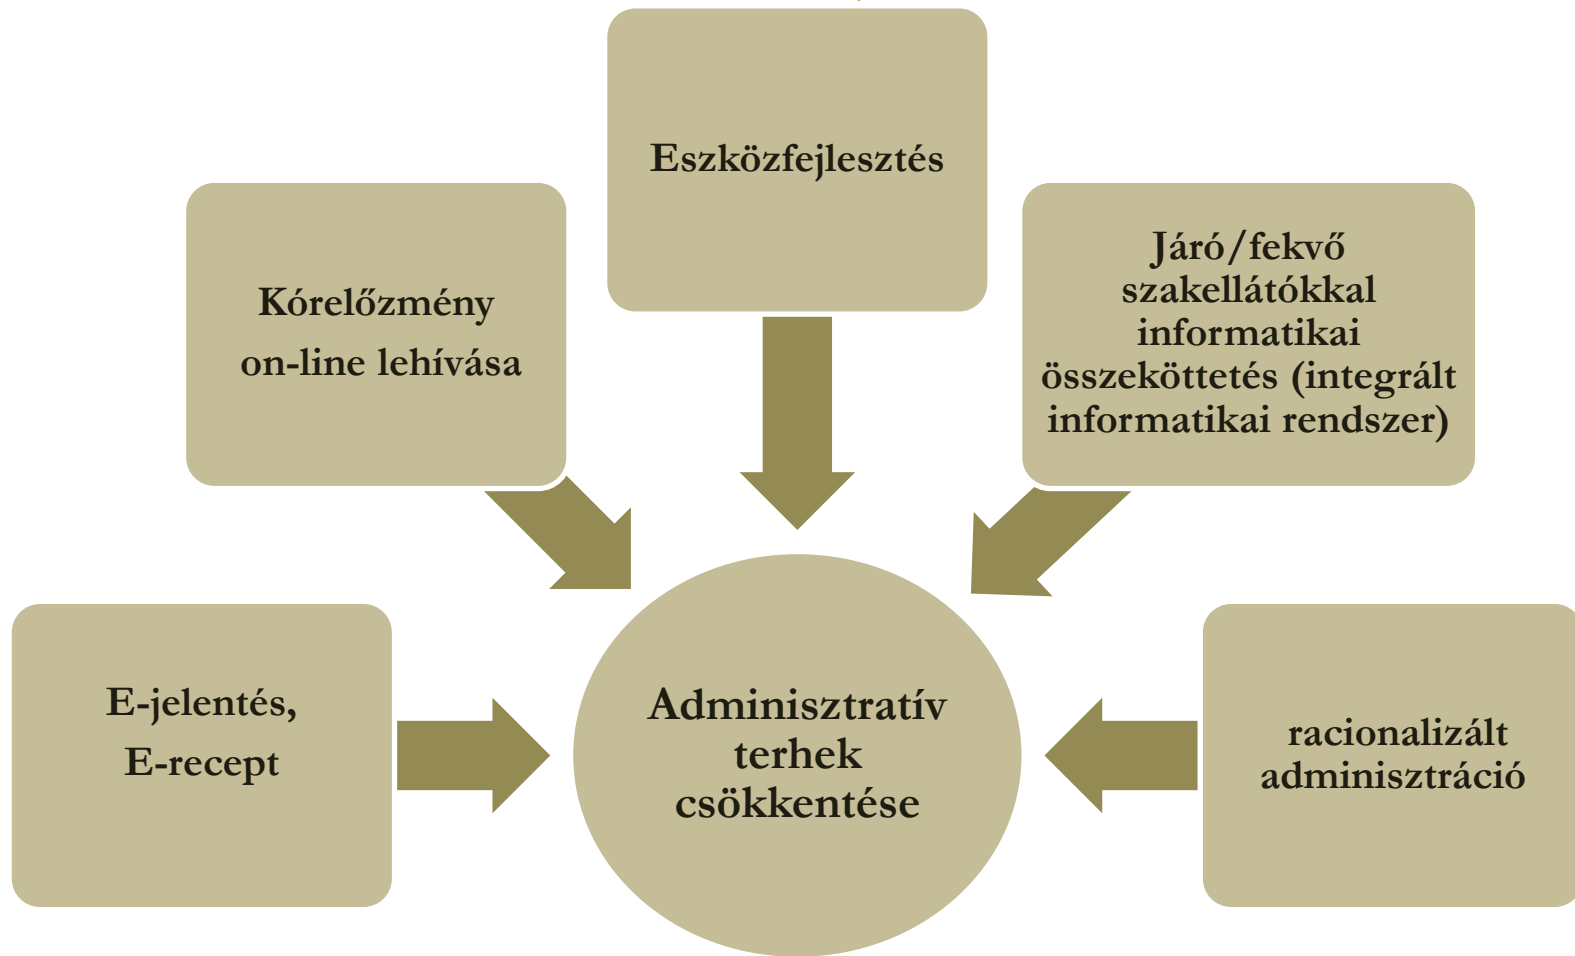 Eszközfejlesztés
Kórelőzmény
on-line lehívása
Járó/fekvő
szakellátókkal
informatikai
összeköttetés (integrált
informatikai rendszer)
E-jelentés,
E-recept
Adminisztratív
terhek
csökkentése
racionalizált
adminisztráció